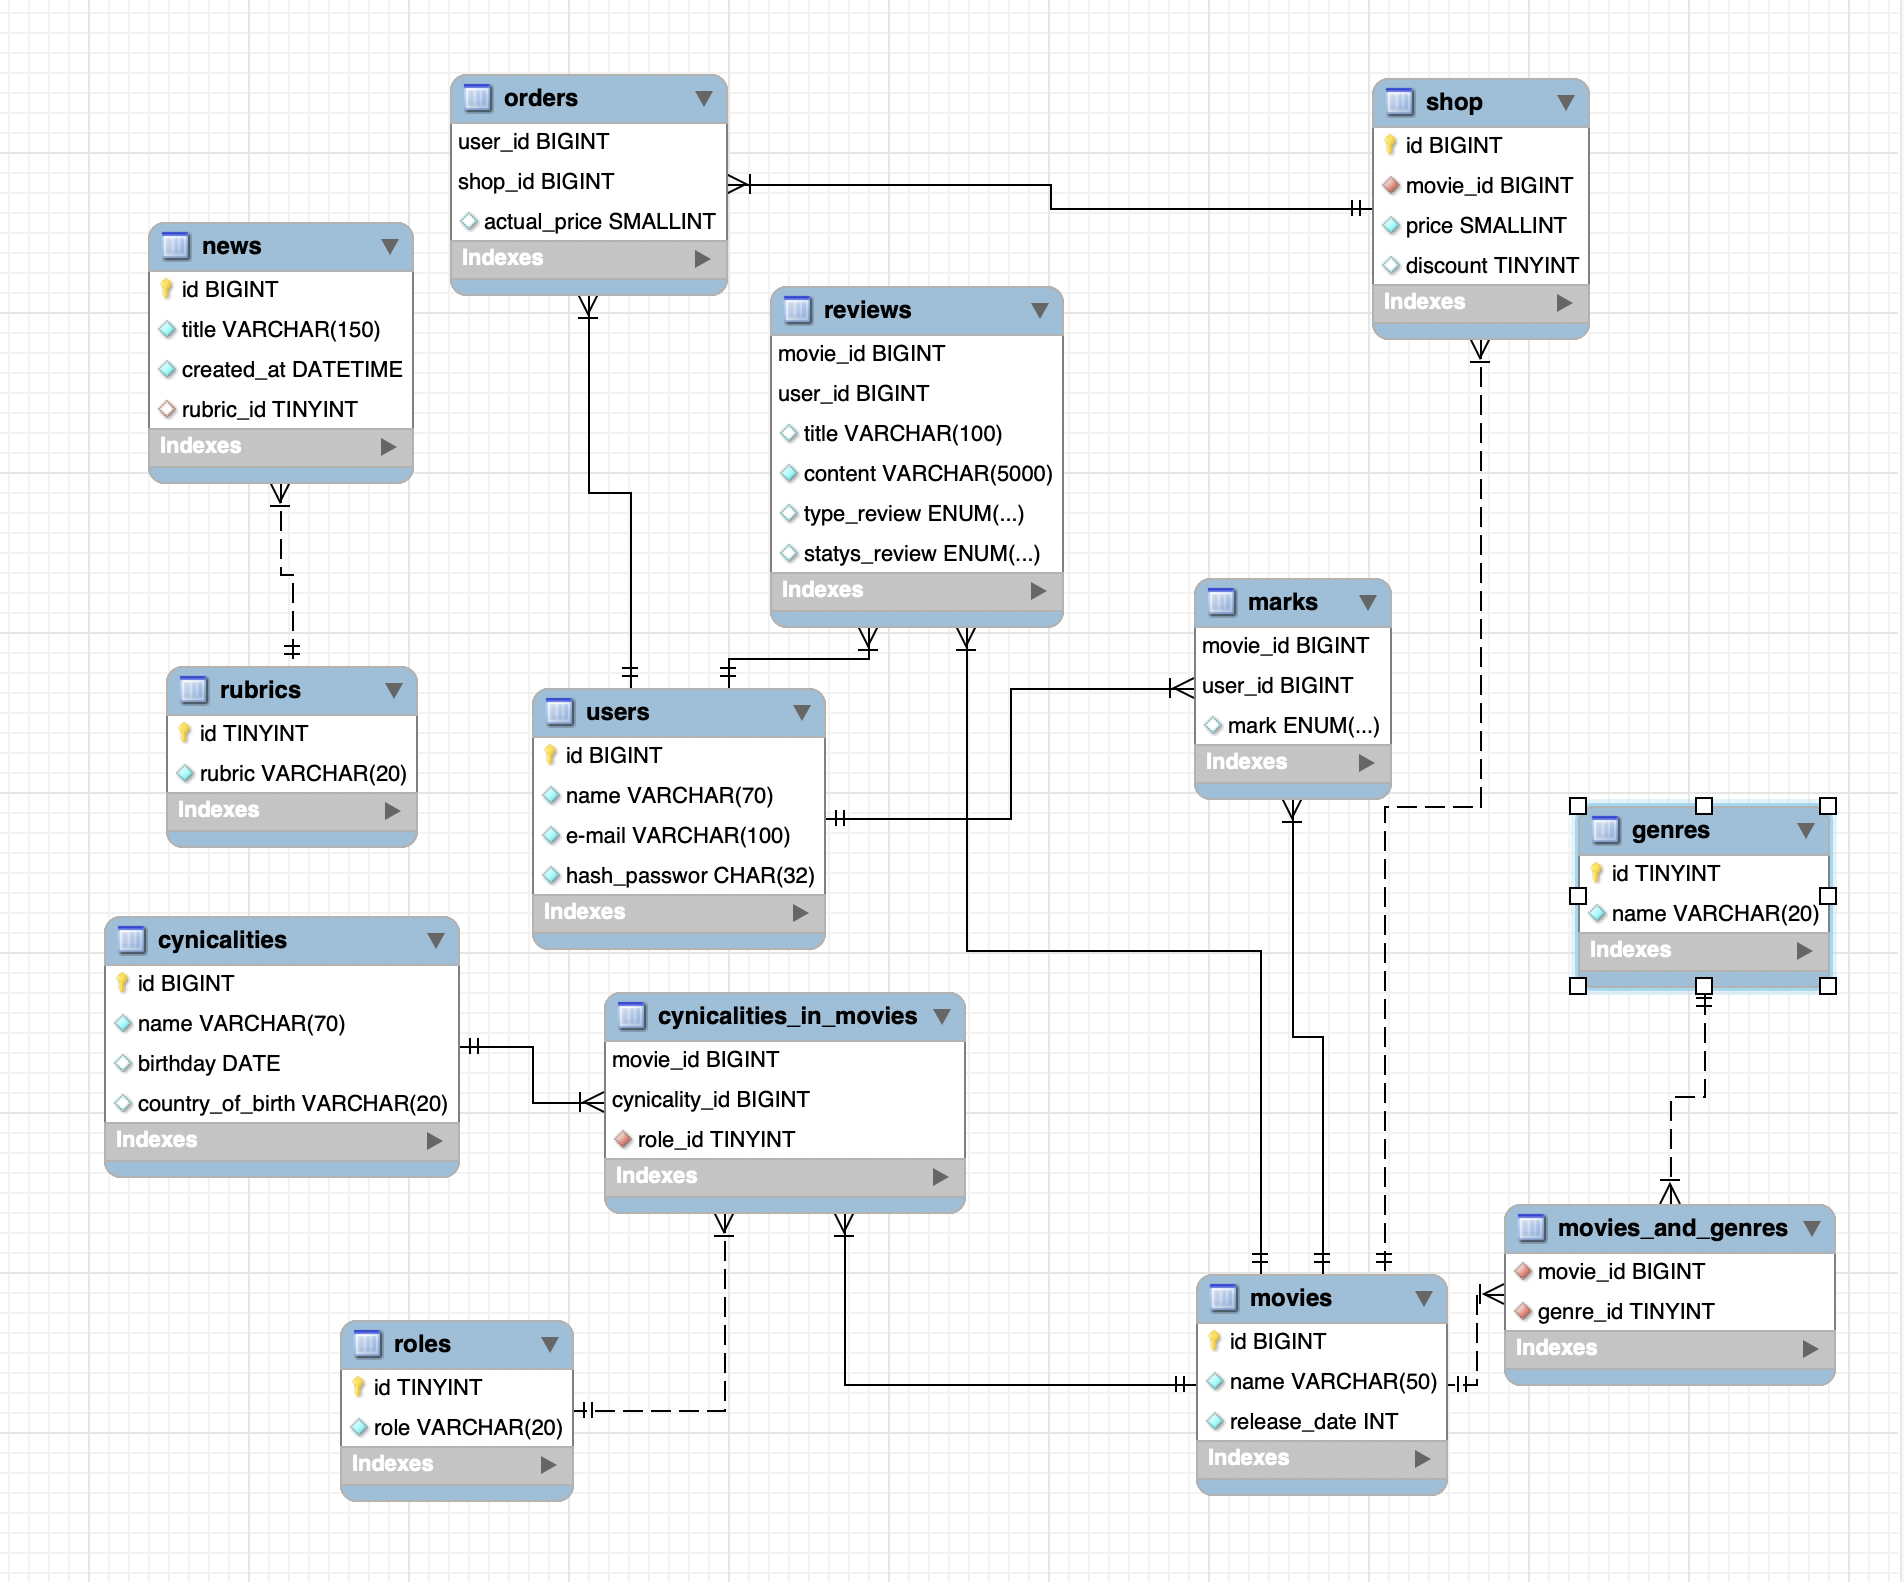 orders
user_id BIGINT
shop_id BIGINT
actual_price SMALLINT
Indexes
shop
id BIGINT
movie_id BIGINT
price SMALLINT
discount TINYINT
Indexes
news
id BIGINT
title VARCHAR(150)
created_at DATETIME
rubric_id TINYINT
Indexes
reviews
movie_id BIGINT
user_id BIGINT
title VARCHAR(100)
content VARCHAR(5000)
type_review ENUM(...)
statys_review ENUM(...)
Indexes
marks
movie_id BIGINT
user_id BIGINT
mark ENUM(...)
Indexes
rubrics
id TINYINT
rubric VARCHAR(20)
Indexes
users
id BIGINT
name VARCHAR(70)
e-mail VARCHAR(100)
hash_passwor CHAR(32)
Indexes
genres
id TINYINT
name VARCHAR(20)
Indexes
cynicalities
id BIGINT
name VARCHAR(70)
birthday DATE
country_of_birth VARCHAR(20)
Indexes
cynicalities_in_movies
movie_id BIGINT
cynicality_id BIGINT
role_id TINYINT
Indexes
movies_and_genres
movie_id BIGINT
genre_id TINYINT
Indexes
movies
id BIGINT
name VARCHAR(50)
release_date INT
Indexes
roles
id TINYINT
role VARCHAR(20)
Indexes